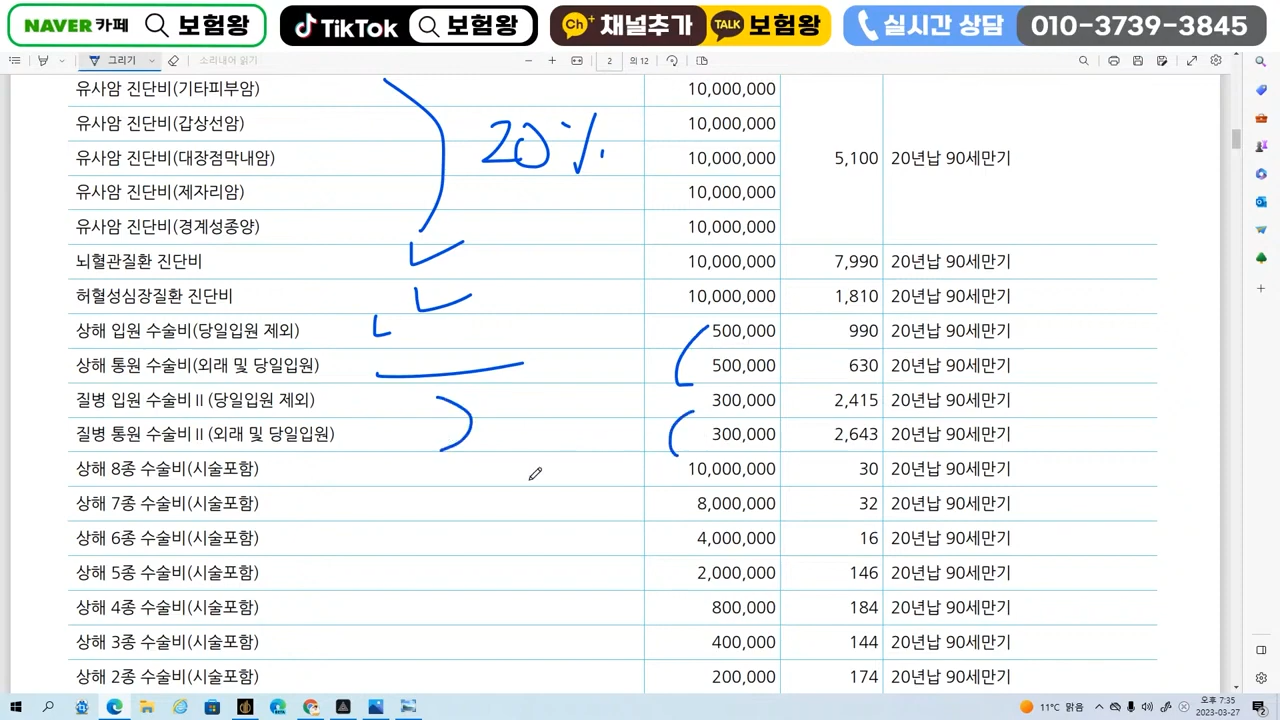 NAVER 카페 보험왕 TikTok 보험왕 Ch+ 채널추가 TALK 보험왕 실시간 상담 010-3739-3845
그리기 소리내어 읽기 2 의 12
유사암 진단비(기타피부암) 10,000,000
유사암 진단비(갑상선암) 10,000,000
유사암 진단비(대장점막내암) 10,000,000 5,100 20년납 90세만기
유사암 진단비(제자리암) 10,000,000
유사암 진단비(경계성종양) 10,000,000
20%
뇌혈관질환 진단비 10,000,000 7,990 20년납 90세만기
허혈성심장질환 진단비 10,000,000 1,810 20년납 90세만기
상해 입원 수술비(당일입원 제외) 500,000 990 20년납 90세만기
상해 통원 수술비(외래 및 당일입원) 500,000 630 20년납 90세만기
질병 입원 수술비Ⅱ(당일입원 제외) 300,000 2,415 20년납 90세만기
질병 통원 수술비Ⅱ(외래 및 당일입원) 300,000 2,643 20년납 90세만기
상해 8종 수술비(시술포함) 10,000,000 30 20년납 90세만기
상해 7종 수술비(시술포함) 8,000,000 32 20년납 90세만기
상해 6종 수술비(시술포함) 4,000,000 16 20년납 90세만기
상해 5종 수술비(시술포함) 2,000,000 146 20년납 90세만기
상해 4종 수술비(시술포함) 800,000 184 20년납 90세만기
상해 3종 수술비(시술포함) 400,000 144 20년납 90세만기
상해 2종 수술비(시술포함) 200,000 174 20년납 90세만기
11°C 맑음 오후 7:35
2023-03-27